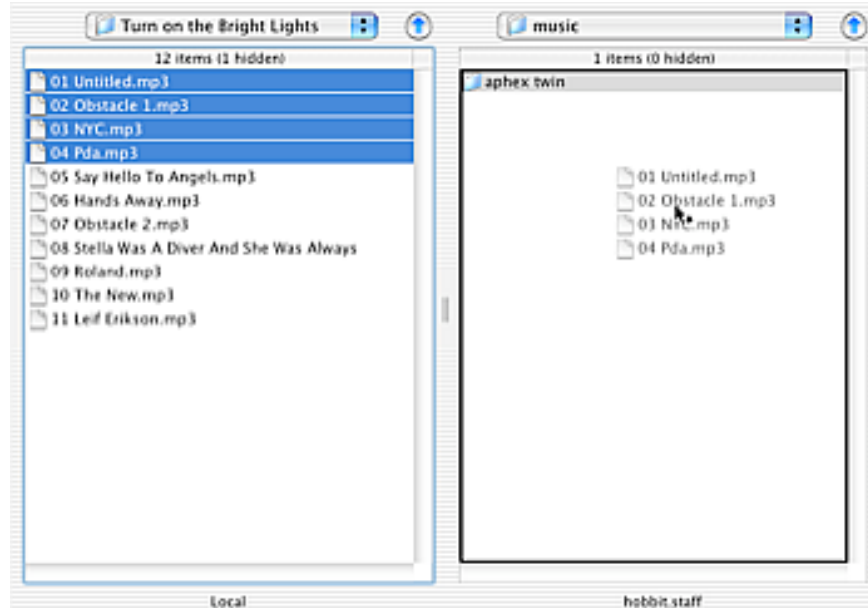 Turn on the Bright Lights
12 items (1 hidden)
01 Untitled.mp3
02 Obstacle 1.mp3
03 NYC.mp3
04 Pda.mp3
05 Say Hello To Angels.mp3
06 Hands Away.mp3
07 Obstacle 2.mp3
08 Stella Was A Diver And She Was Always
09 Roland.mp3
10 The New.mp3
11 Leif Erikson.mp3
Local
music
1 items (0 hidden)
aphex twin
01 Untitled.mp3
02 Obstacle 1.mp3
03 NYC.mp3
04 Pda.mp3
hobbit.staff